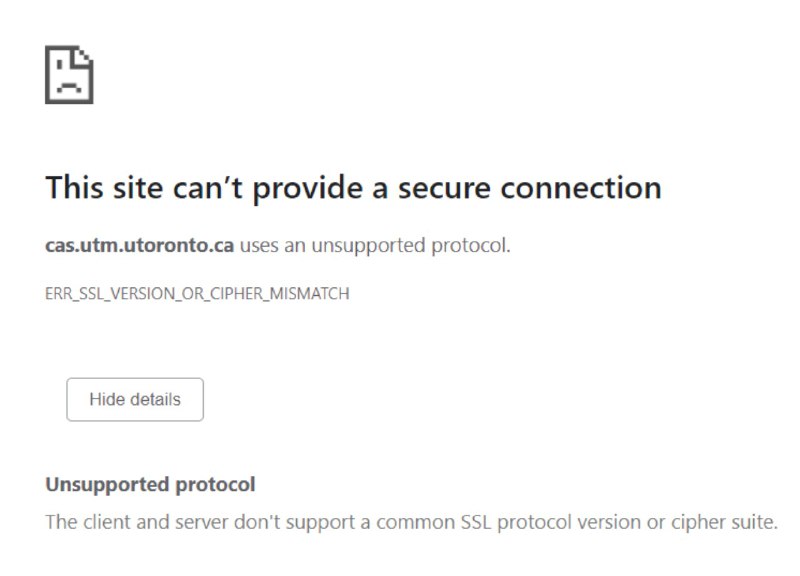 This site can’t provide a secure connection
cas.utm.utoronto.ca uses an unsupported protocol.
ERR_SSL_VERSION_OR_CIPHER_MISMATCH
Hide details
Unsupported protocol
The client and server don't support a common SSL protocol version or cipher suite.